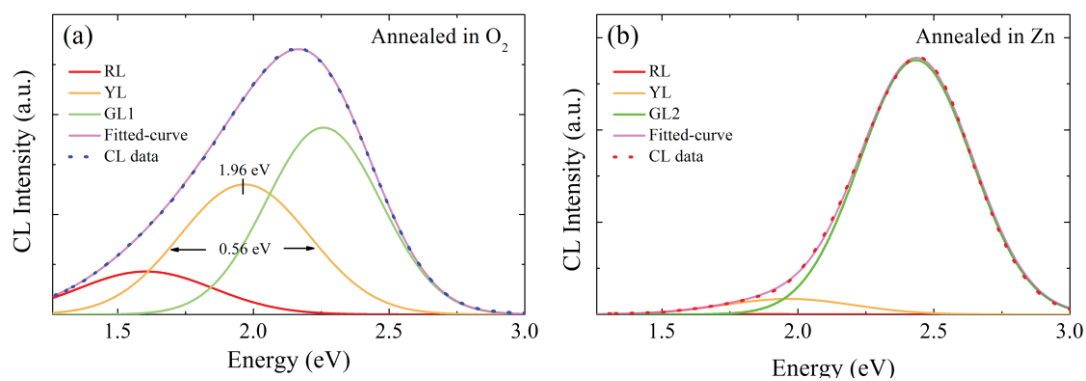 (a)
Annealed in O₂
RL
YL
GL1
Fitted-curve
CL data
1.96 eV
0.56 eV
CL Intensity (a.u.)
1.5 2.0 2.5 3.0
Energy (eV)
(b)
Annealed in Zn
RL
YL
GL2
Fitted-curve
CL data
CL Intensity (a.u.)
1.5 2.0 2.5 3.0
Energy (eV)